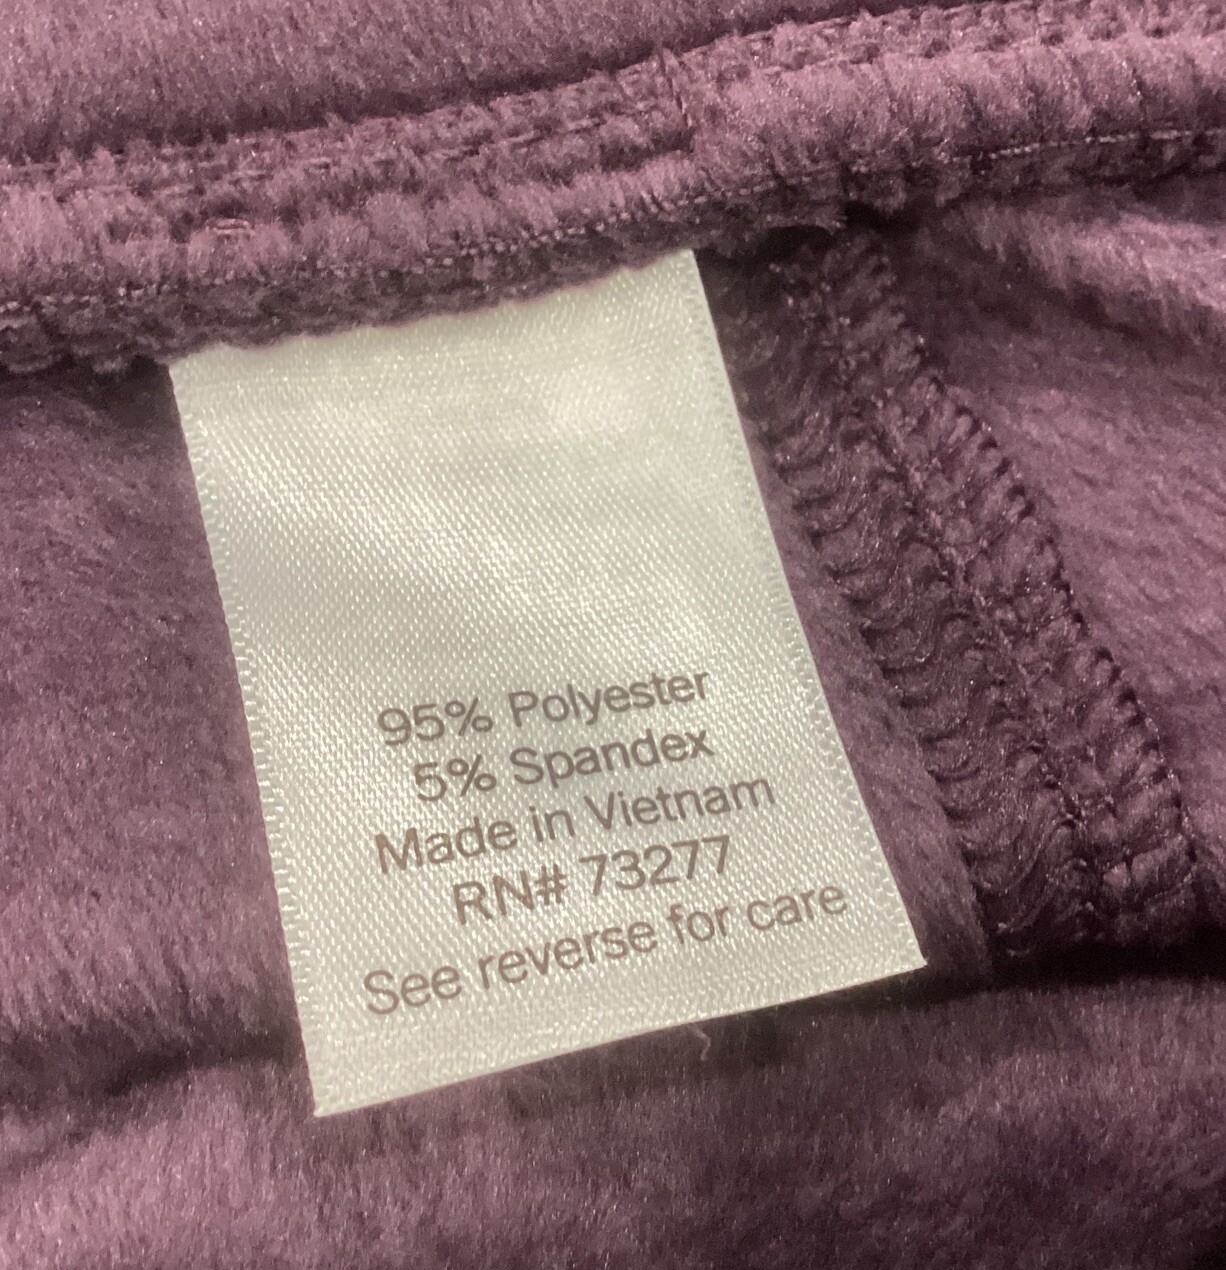 95% Polyester
5% Spandex
Made in Vietnam
RN# 73277
See reverse for care